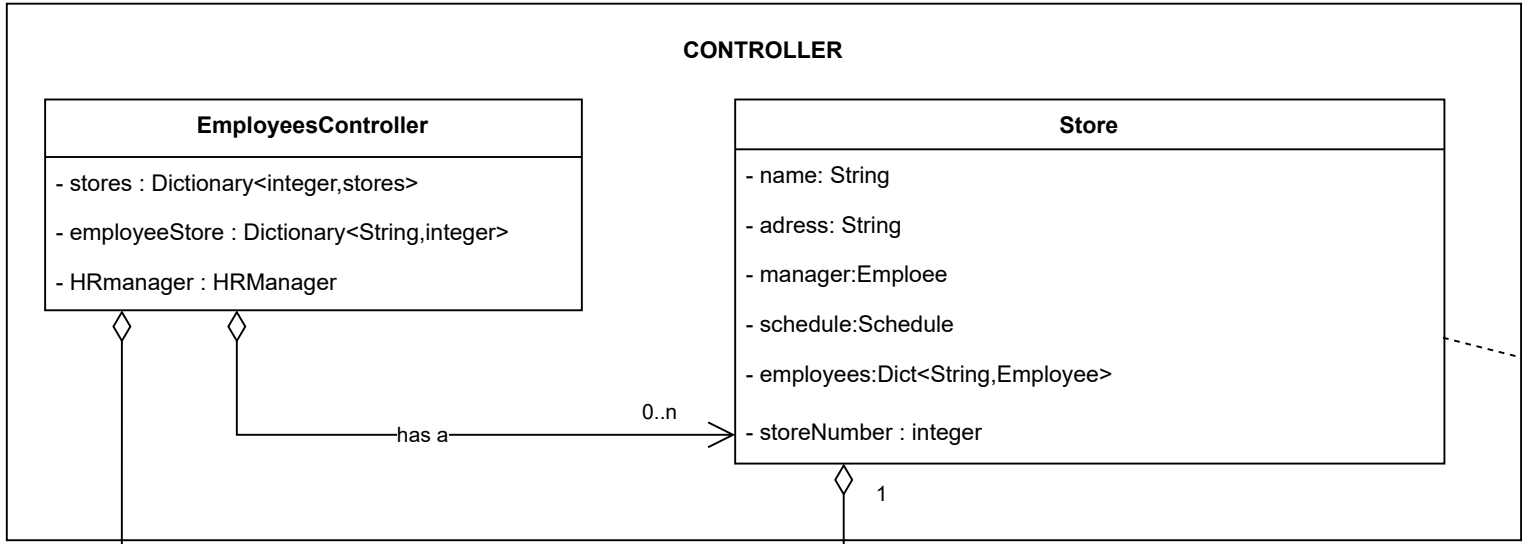 CONTROLLER
EmployeesController
- stores : Dictionary<integer,stores>
- employeeStore : Dictionary<String,integer>
- HRmanager : HRManager
Store
- name: String
- adress: String
- manager:Emploee
- schedule:Schedule
- employees:Dict<String,Employee>
- storeNumber : integer
has a
0..n
1